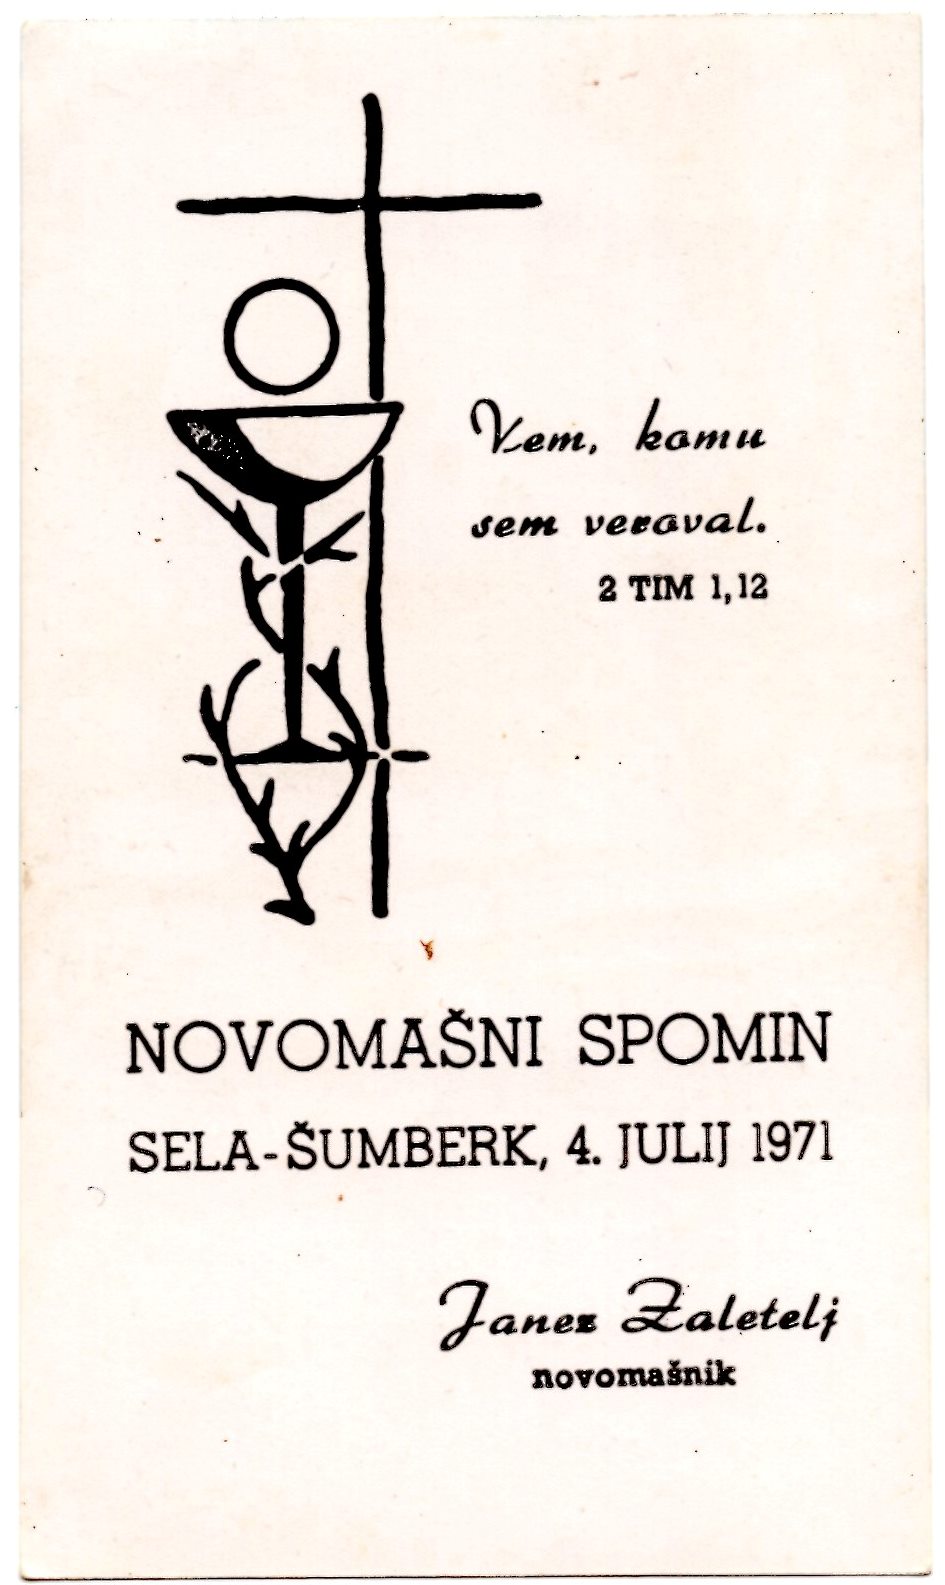 Vem, komu
sem veroval.
2 TIM 1,12
NOVOMAŠNI SPOMIN
SELA-ŠUMBERK, 4. JULIJ 1971
Janez Zaletelj
novomašnik